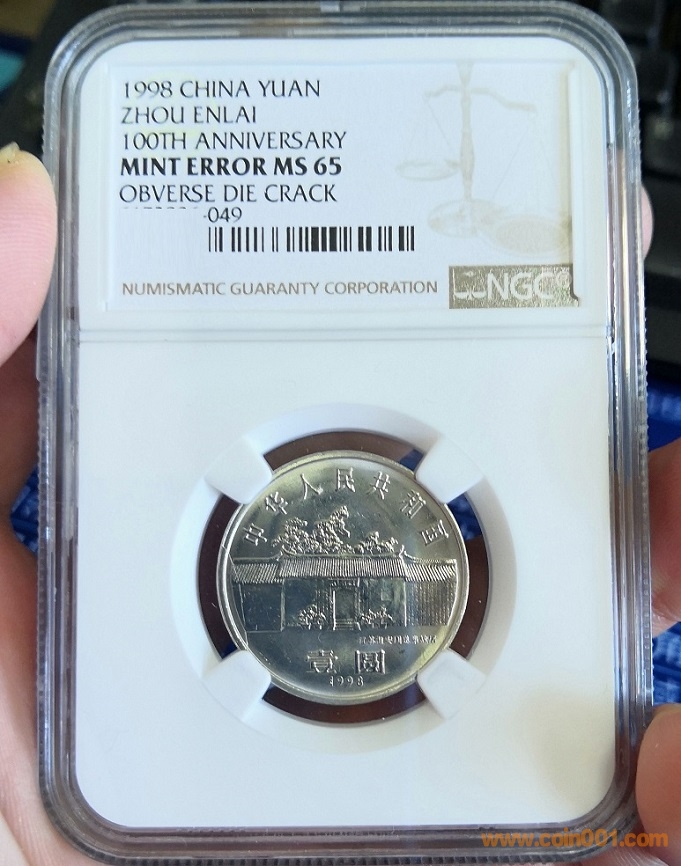 1998 CHINA YUAN
ZHOU ENLAI
100TH ANNIVERSARY
MINT ERROR MS 65
OBVERSE DIE CRACK
-049
NUMISMATIC GUARANTY CORPORATION
NGC
中华人民共和国
壹圆
1998
www.coin001.com